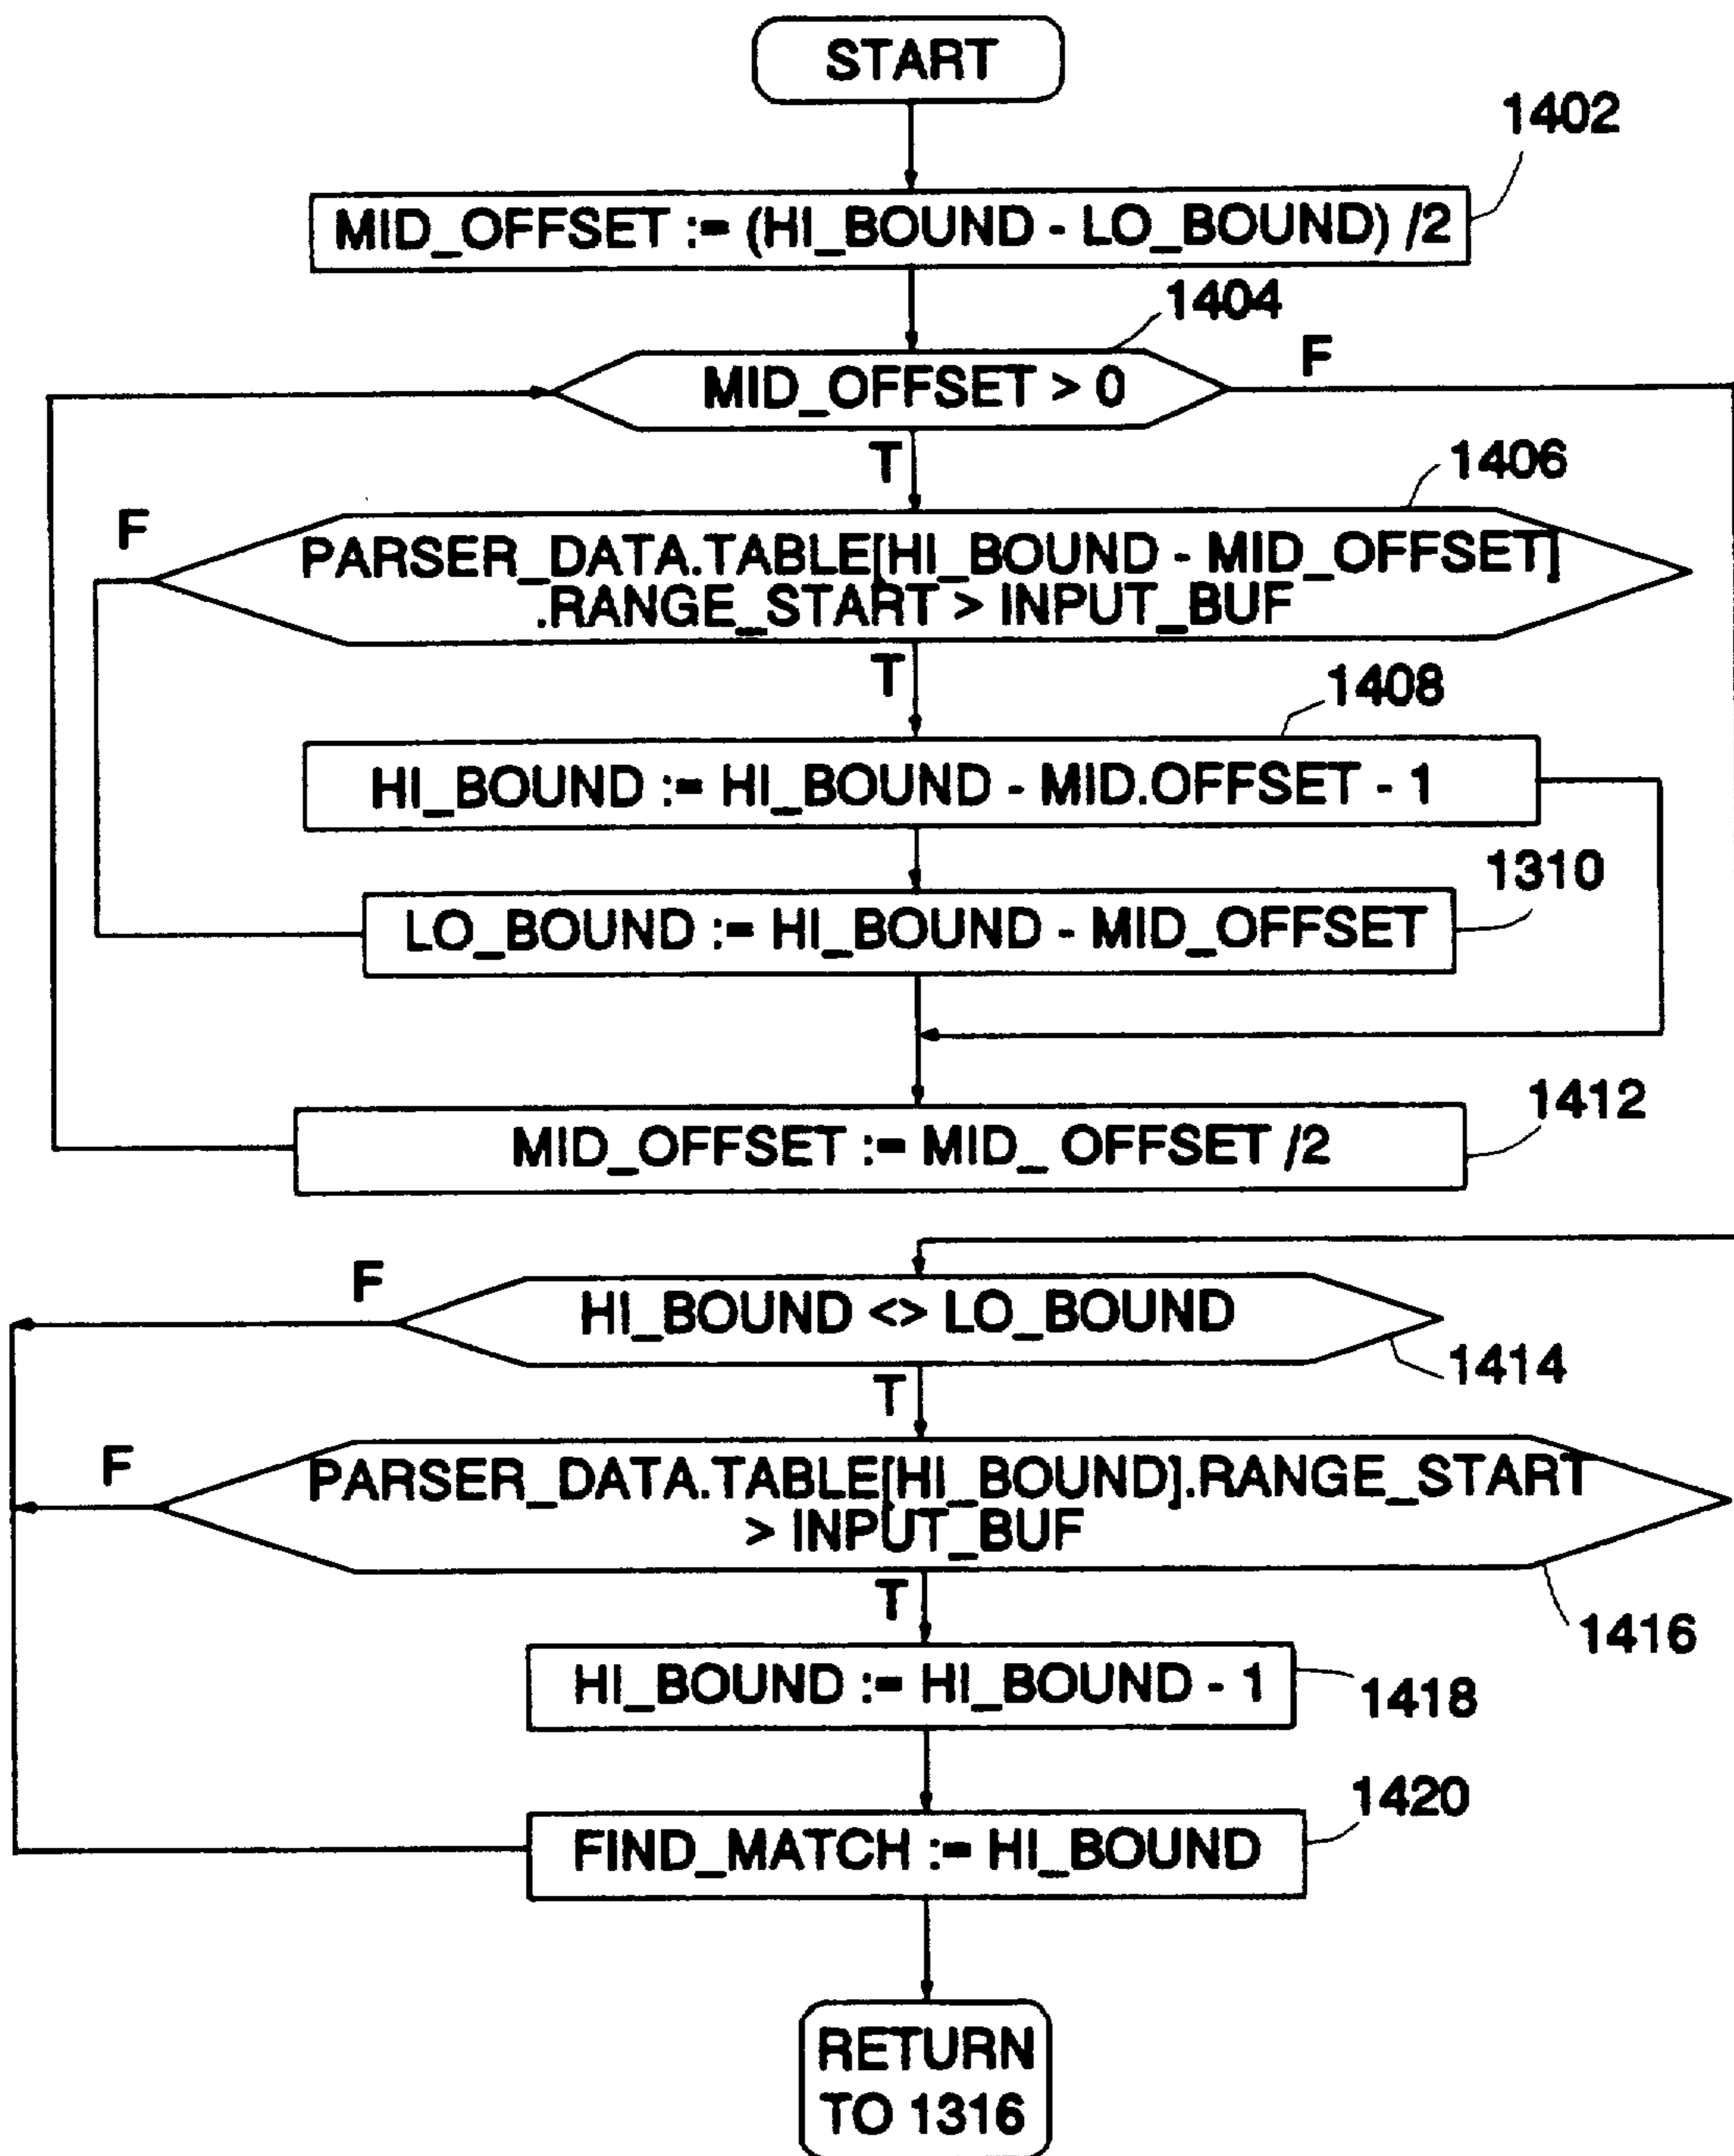 START
1402
MID_OFFSET := (HI_BOUND - LO_BOUND) /2
1404
MID_OFFSET > 0
F
T
1406
F
PARSER_DATA.TABLE[HI_BOUND - MID_OFFSET]
.RANGE_START > INPUT_BUF
T
1408
HI_BOUND := HI_BOUND - MID.OFFSET - 1
1310
LO_BOUND := HI_BOUND - MID_OFFSET
1412
MID_OFFSET := MID_ OFFSET /2
F
HI_BOUND <> LO_BOUND
1414
T
F
PARSER_DATA.TABLE[HI_BOUND].RANGE_START
> INPUT_BUF
T
1416
HI_BOUND := HI_BOUND - 1
1418
1420
FIND_MATCH := HI_BOUND
RETURN
TO 1316